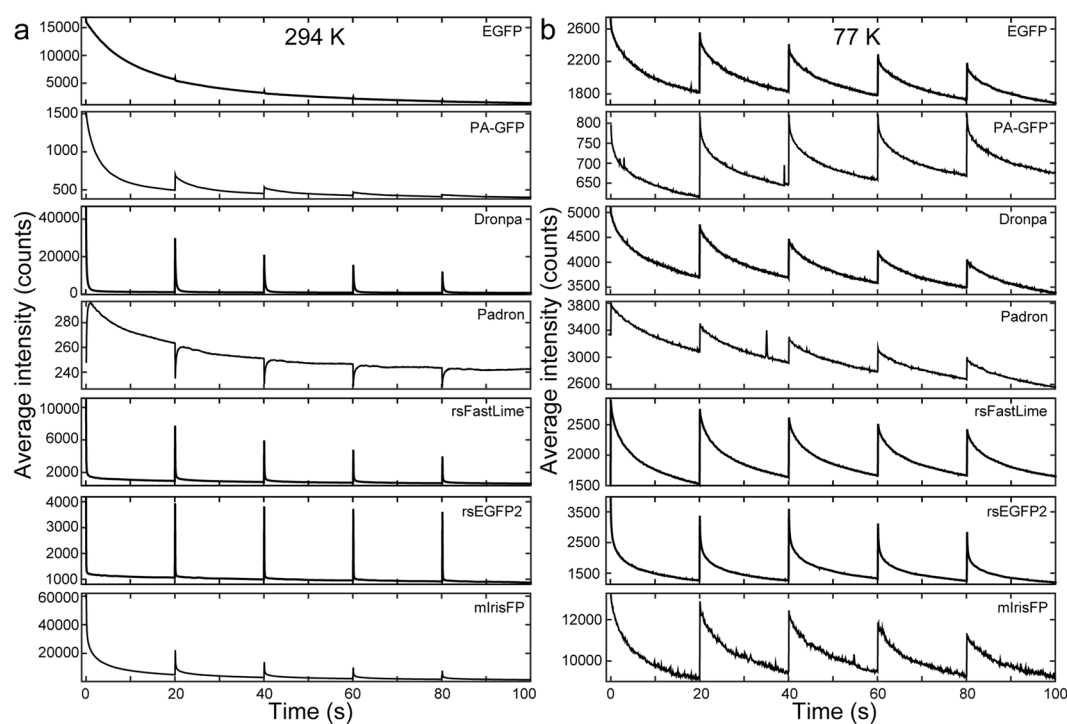 a
294 K
EGFP
15000
10000
5000
PA-GFP
1500
500
Dronpa
40000
20000
0
Padron
280
260
240
rsFastLime
10000
6000
2000
rsEGFP2
4000
3000
2000
1000
mIrisFP
60000
40000
20000
0 20 40 60 80 100
Time (s)
Average intensity (counts)
b
77 K
EGFP
2600
2200
1800
PA-GFP
800
750
700
650
Dronpa
5000
4500
4000
3500
Padron
3800
3400
3000
2600
rsFastLime
2500
2000
1500
rsEGFP2
3500
2500
1500
mIrisFP
12000
10000
0 20 40 60 80 100
Time (s)
Average intensity (counts)